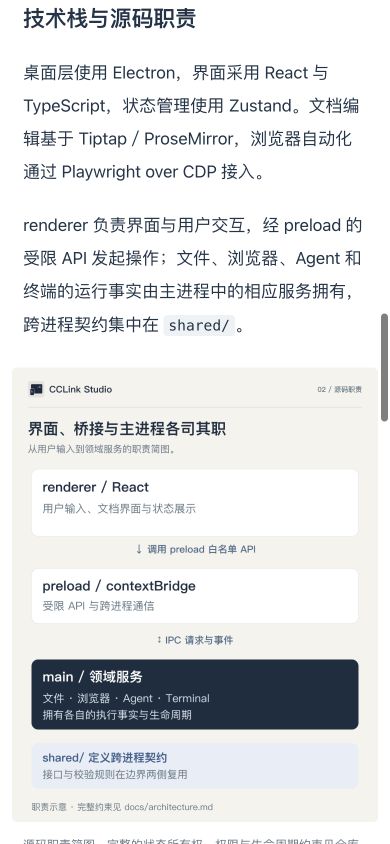 技术栈与源码职责
桌面层使用 Electron，界面采用 React 与
TypeScript，状态管理使用 Zustand。文档编
辑基于 Tiptap / ProseMirror，浏览器自动化
通过 Playwright over CDP 接入。
renderer 负责界面与用户交互，经 preload 的
受限 API 发起操作；文件、浏览器、Agent 和
终端的运行事实由主进程中的相应服务拥有，
跨进程契约集中在 shared/ 。
CCLink Studio
02 / 源码职责
界面、桥接与主进程各司其职
从用户输入到领域服务的职责简图。
renderer / React
用户输入、文档界面与状态展示
↓ 调用 preload 白名单 API
preload / contextBridge
受限 API 与跨进程通信
↕ IPC 请求与事件
main / 领域服务
文件 · 浏览器 · Agent · Terminal
拥有各自的执行事实与生命周期
shared/ 定义跨进程契约
接口与校验规则在边界两侧复用
职责示意 · 完整约束见 docs/architecture.md